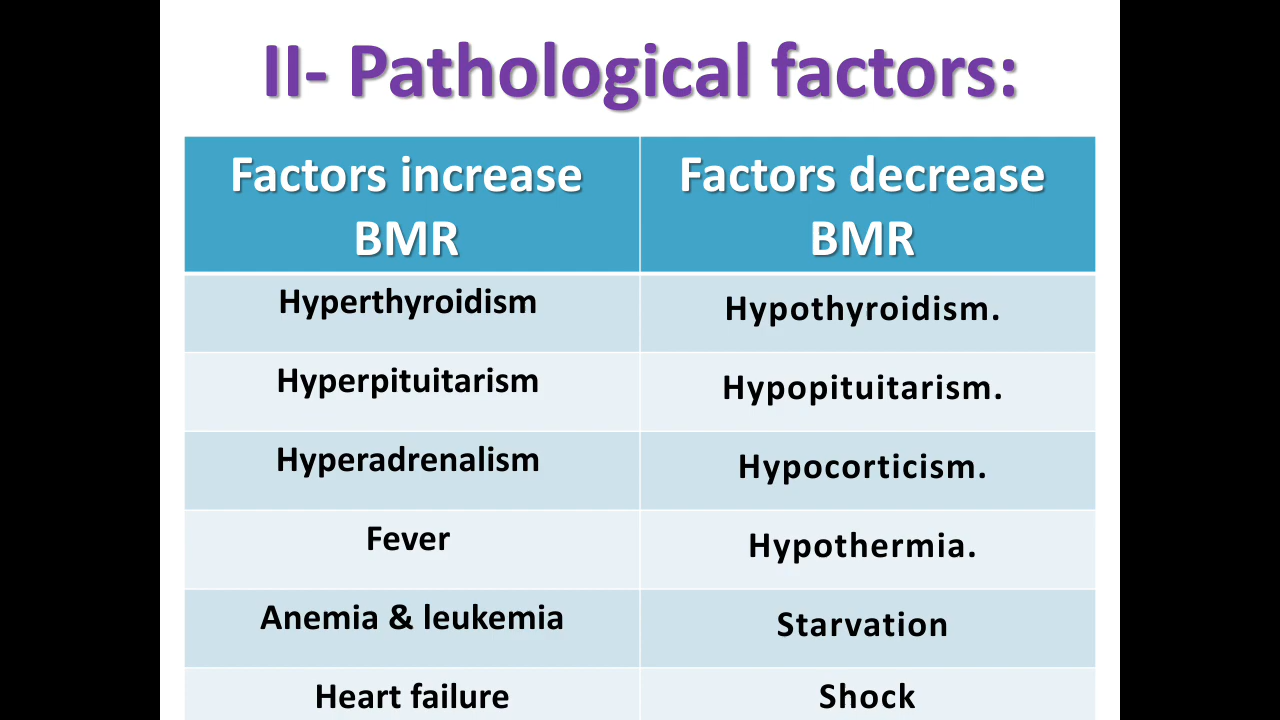 II- Pathological factors:
Factors increase
BMR
Factors decrease
BMR
Hyperthyroidism
Hypothyroidism.
Hyperpituitarism
Hypopituitarism.
Hyperadrenalism
Hypocorticism.
Fever
Hypothermia.
Anemia & leukemia
Starvation
Heart failure
Shock